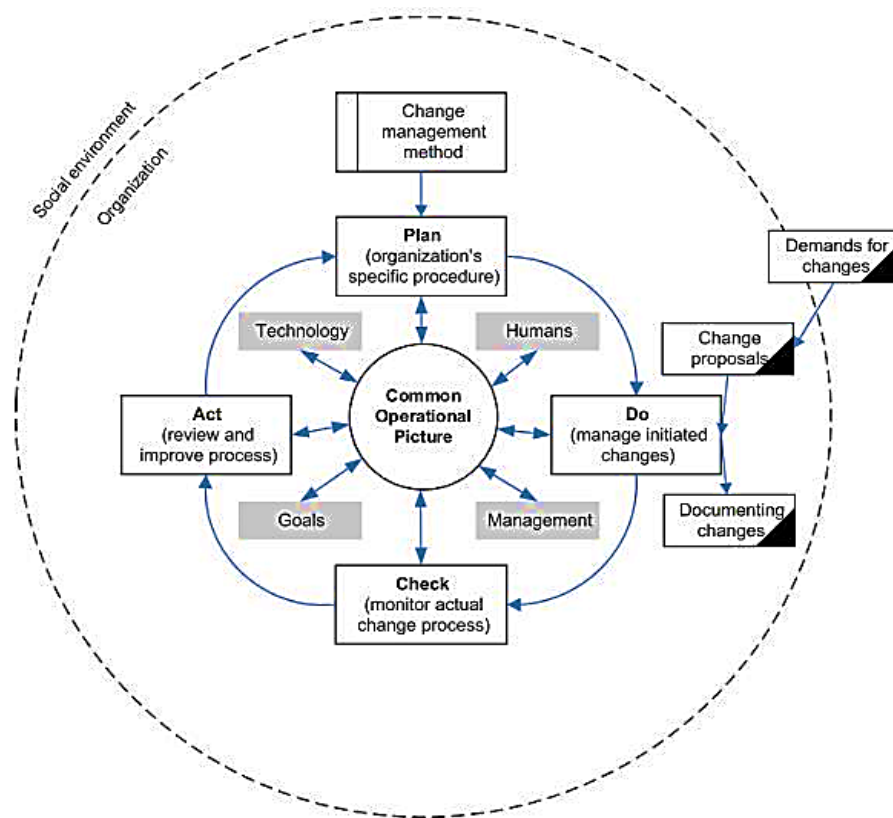 Social environment
Organization
Change
management
method
Plan
(organization's
specific procedure)
Demands for
changes
Technology
Humans
Change
proposals
Common
Operational
Picture
Act
(review and
improve process)
Do
(manage initiated
changes)
Goals
Management
Documenting
changes
Check
(monitor actual
change process)